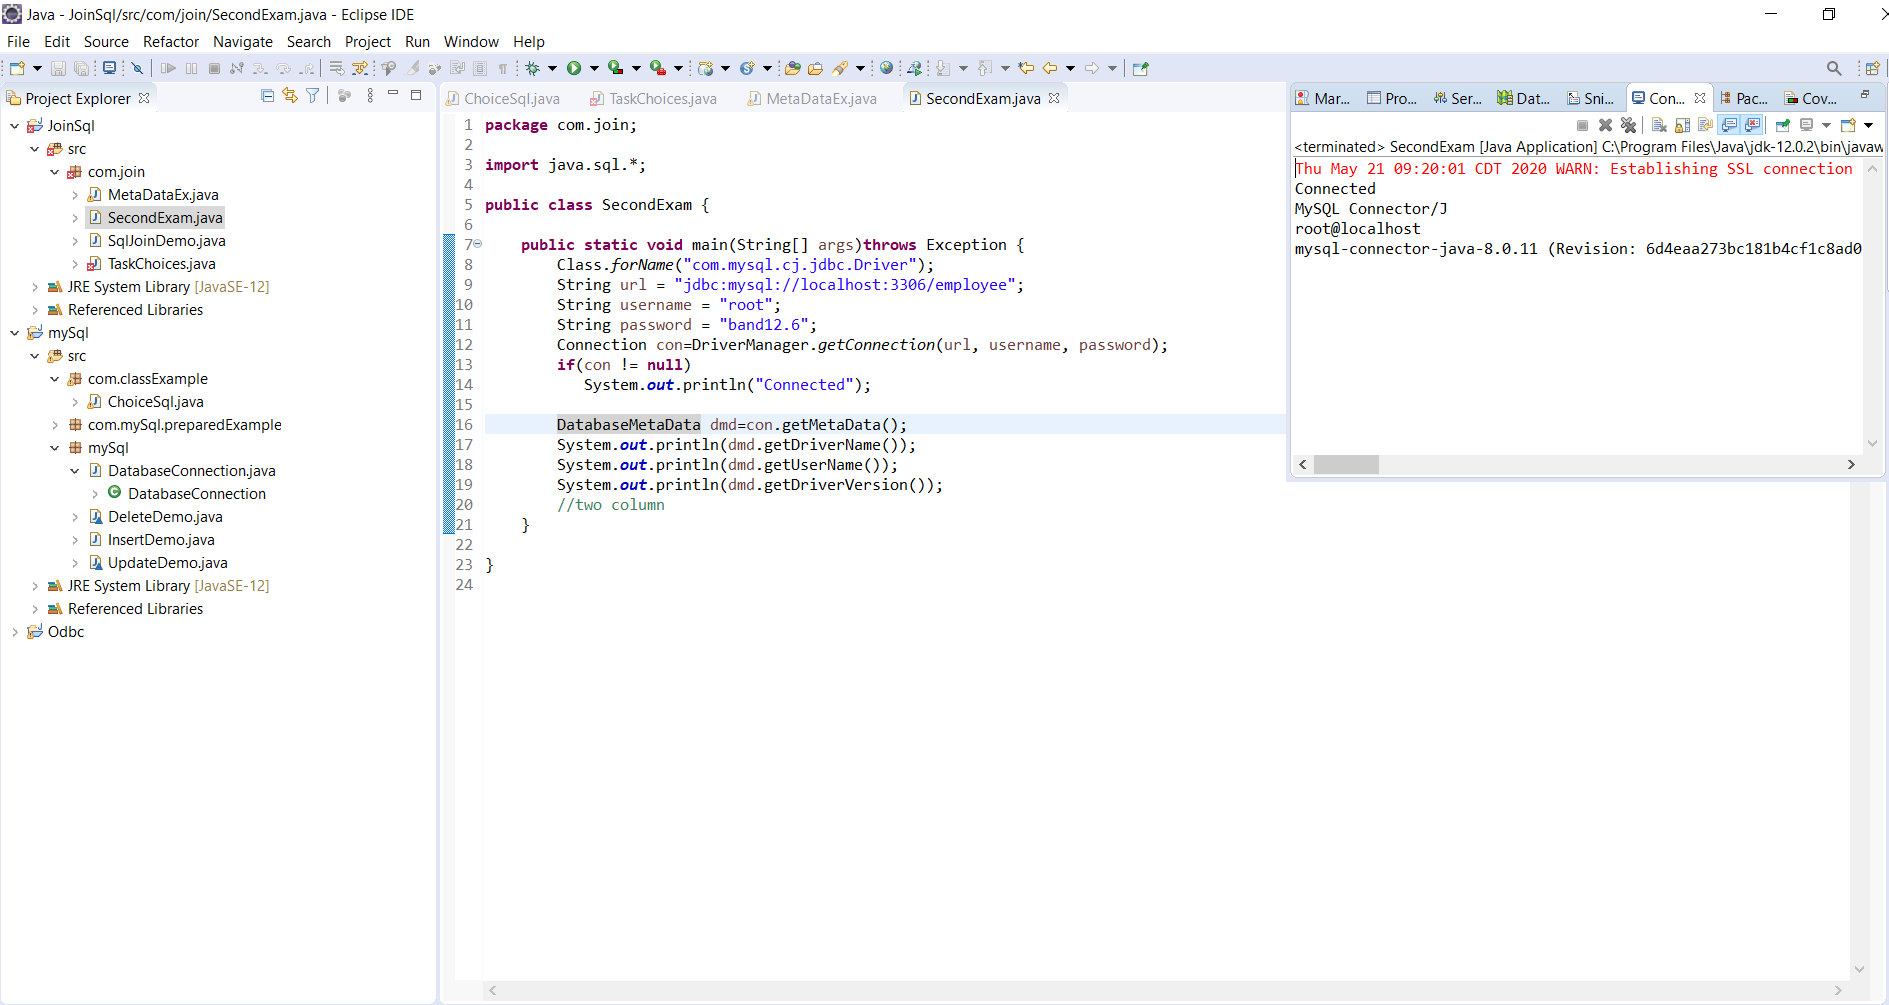 Java - JoinSql/src/com/join/SecondExam.java - Eclipse IDE
File Edit Source Refactor Navigate Search Project Run Window Help
Project Explorer
JoinSql
src
com.join
MetaDataEx.java
SecondExam.java
SqlJoinDemo.java
TaskChoices.java
JRE System Library [JavaSE-12]
Referenced Libraries
mySql
src
com.classExample
ChoiceSql.java
com.mySql.preparedExample
mySql
DatabaseConnection.java
DatabaseConnection
DeleteDemo.java
InsertDemo.java
UpdateDemo.java
JRE System Library [JavaSE-12]
Referenced Libraries
Odbc
ChoiceSql.java TaskChoices.java MetaDataEx.java SecondExam.java
1 package com.join;
2
3 import java.sql.*;
4
5 public class SecondExam {
6
7 public static void main(String[] args)throws Exception {
8 Class.forName("com.mysql.cj.jdbc.Driver");
9 String url = "jdbc:mysql://localhost:3306/employee";
10 String username = "root";
11 String password = "band12.6";
12 Connection con=DriverManager.getConnection(url, username, password);
13 if(con != null)
14 System.out.println("Connected");
15
16 DatabaseMetaData dmd=con.getMetaData();
17 System.out.println(dmd.getDriverName());
18 System.out.println(dmd.getUserName());
19 System.out.println(dmd.getDriverVersion());
20 //two column
21 }
22
23 }
24
Mar... Pro... Ser... Dat... Sni... Con... Pac... Cov...
<terminated> SecondExam [Java Application] C:\Program Files\Java\jdk-12.0.2\bin\javaw
Thu May 21 09:20:01 CDT 2020 WARN: Establishing SSL connection
Connected
MySQL Connector/J
root@localhost
mysql-connector-java-8.0.11 (Revision: 6d4eaa273bc181b4cf1c8ad0